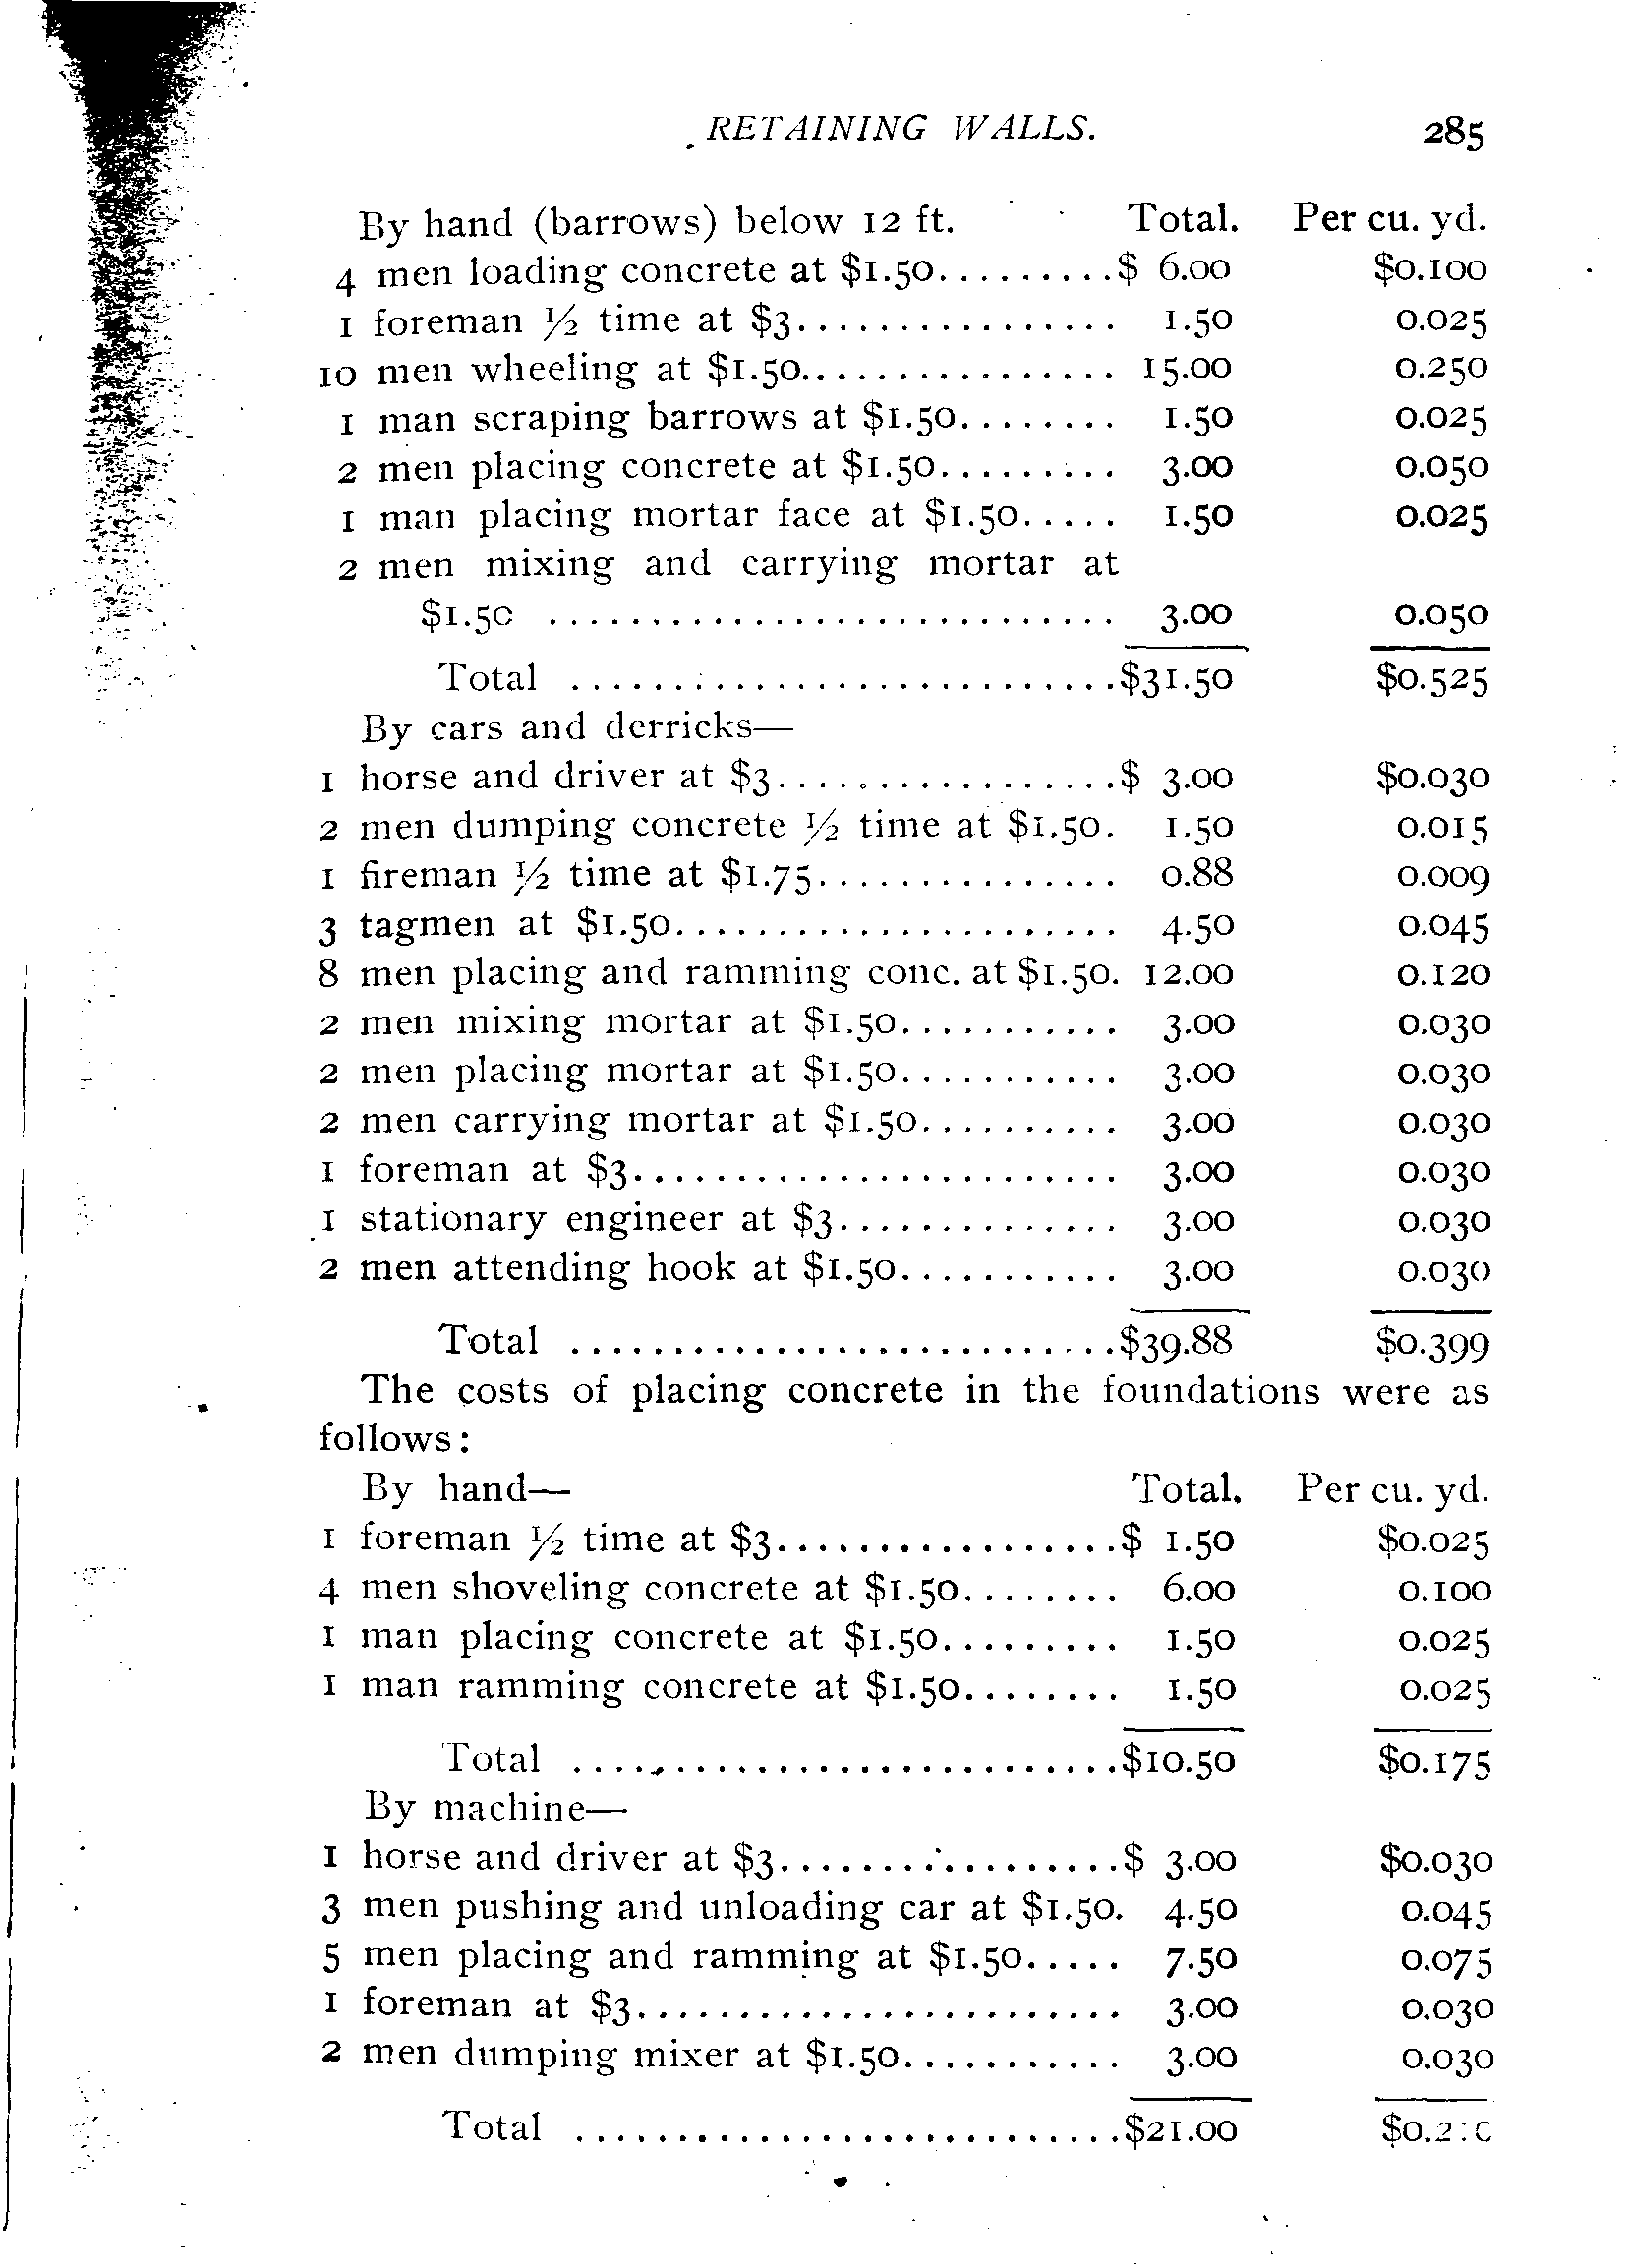 RETAINING WALLS. 285
By hand (barrows) below 12 ft. Total. Per cu. yd.
4 men loading concrete at $1.50.........$ 6.00 $0.100
1 foreman ½ time at $3................ 1.50 0.025
10 men wheeling at $1.50................ 15.00 0.250
1 man scraping barrows at $1.50........ 1.50 0.025
2 men placing concrete at $1.50......... 3.00 0.050
1 man placing mortar face at $1.50..... 1.50 0.025
2 men mixing and carrying mortar at
$1.50 ............................ 3.00 0.050
Total ...........................$31.50 $0.525
By cars and derricks—
1 horse and driver at $3.................$ 3.00 $0.030
2 men dumping concrete ½ time at $1.50. 1.50 0.015
1 fireman ½ time at $1.75............... 0.88 0.009
3 tagmen at $1.50...................... 4.50 0.045
8 men placing and ramming conc. at $1.50. 12.00 0.120
2 men mixing mortar at $1.50........... 3.00 0.030
2 men placing mortar at $1.50........... 3.00 0.030
2 men carrying mortar at $1.50.......... 3.00 0.030
1 foreman at $3........................ 3.00 0.030
1 stationary engineer at $3.............. 3.00 0.030
2 men attending hook at $1.50........... 3.00 0.030
Total ...........................$39.88 $0.399
The costs of placing concrete in the foundations were as
follows:
By hand— Total. Per cu. yd.
1 foreman ½ time at $3.................$ 1.50 $0.025
4 men shoveling concrete at $1.50........ 6.00 0.100
1 man placing concrete at $1.50......... 1.50 0.025
1 man ramming concrete at $1.50........ 1.50 0.025
Total ...........................$10.50 $0.175
By machine—
1 horse and driver at $3.................$ 3.00 $0.030
3 men pushing and unloading car at $1.50. 4.50 0.045
5 men placing and ramming at $1.50..... 7.50 0.075
1 foreman at $3........................ 3.00 0.030
2 men dumping mixer at $1.50........... 3.00 0.030
Total ...........................$21.00